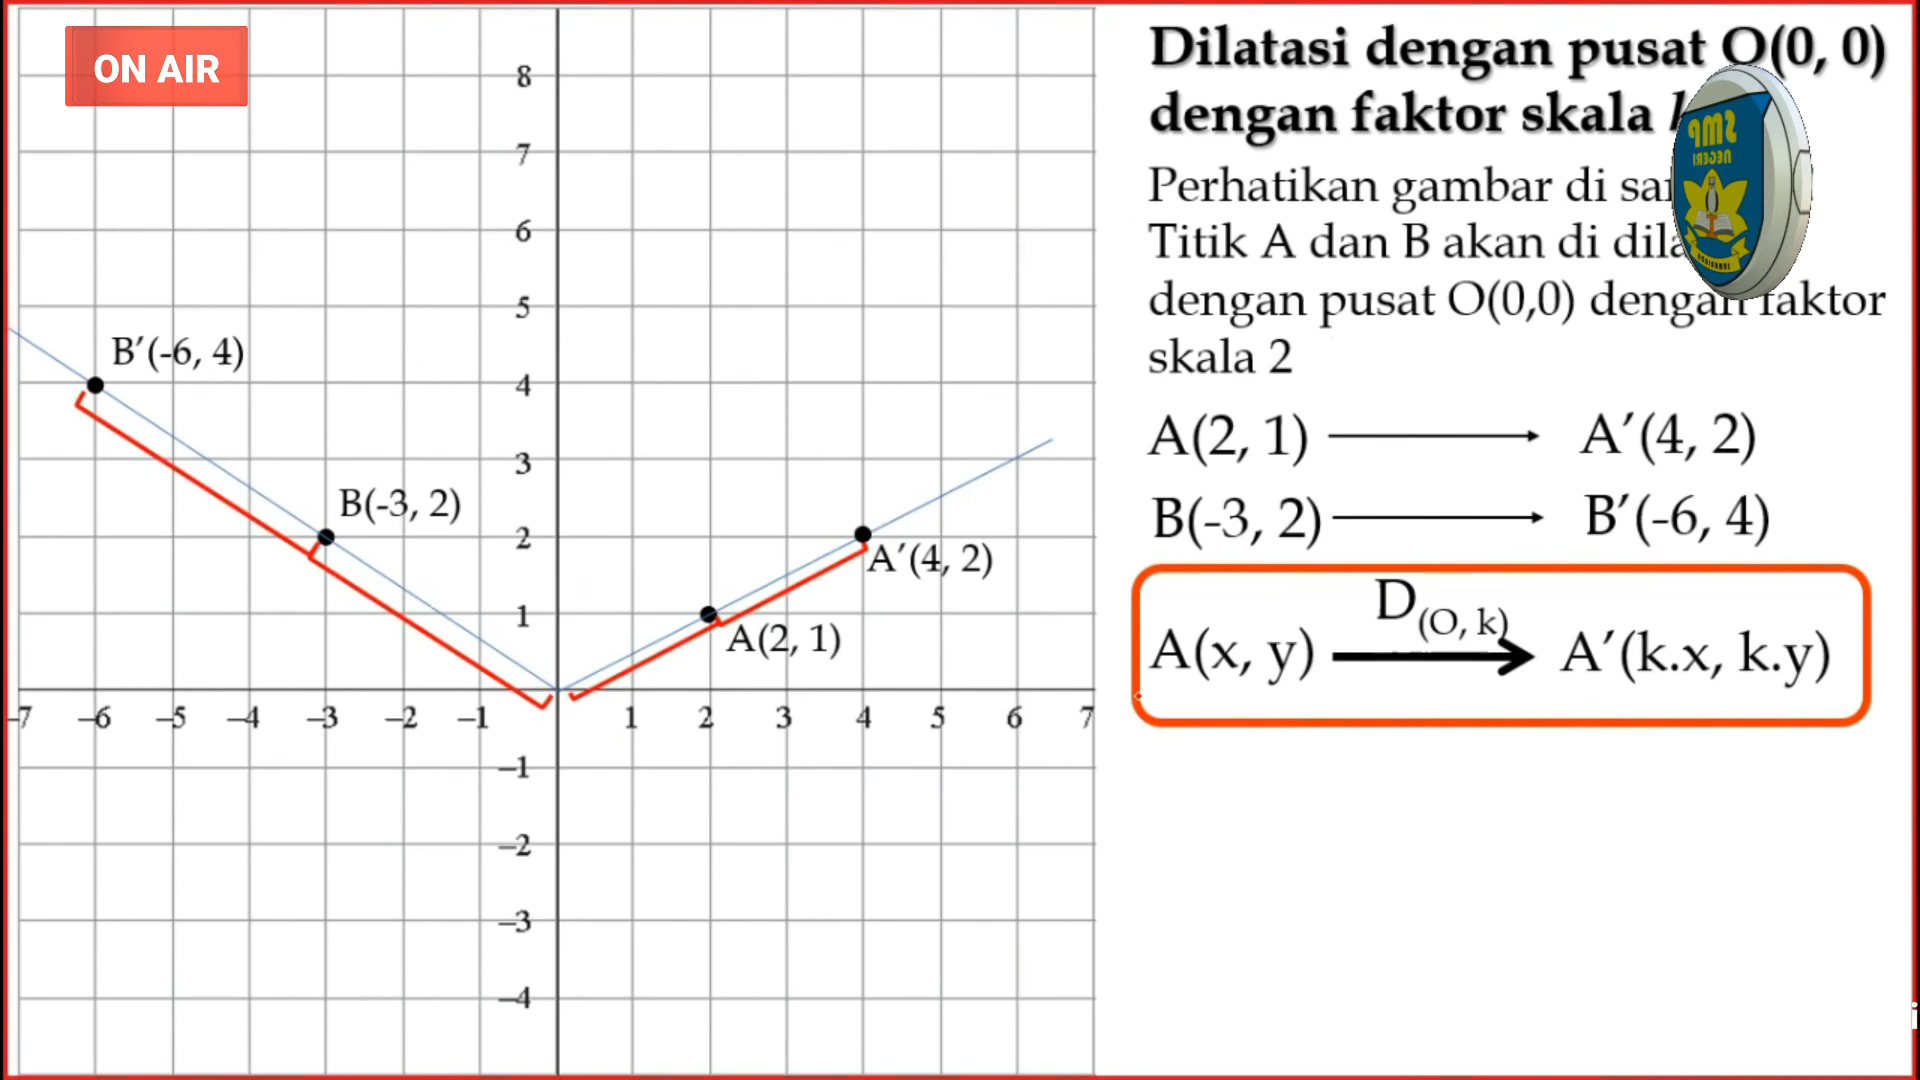 ON AIR
Dilatasi dengan pusat O(0, 0)
dengan faktor skala
Perhatikan gambar di
Titik A dan B akan di
dengan pusat O(0,0) dengan faktor
skala 2
A(2, 1) A′(4, 2)
B(-3, 2) B′(-6, 4)
D(O, k)
A(x, y) A′(k.x, k.y)
SMP
NEGERI
B′(-6, 4)
B(-3, 2)
A′(4, 2)
A(2, 1)
8
7
6
5
4
3
2
1
–7 –6 –5 –4 –3 –2 –1 1 2 3 4 5 6 7
–1
–2
–3
–4